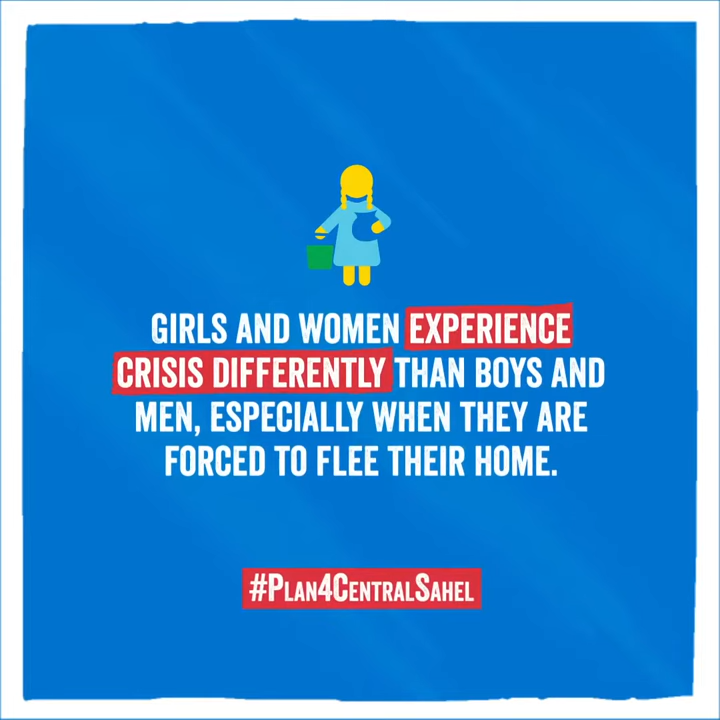 GIRLS AND WOMEN EXPERIENCE
CRISIS DIFFERENTLY THAN BOYS AND
MEN, ESPECIALLY WHEN THEY ARE
FORCED TO FLEE THEIR HOME.
#PLAN4CENTRALSAHEL